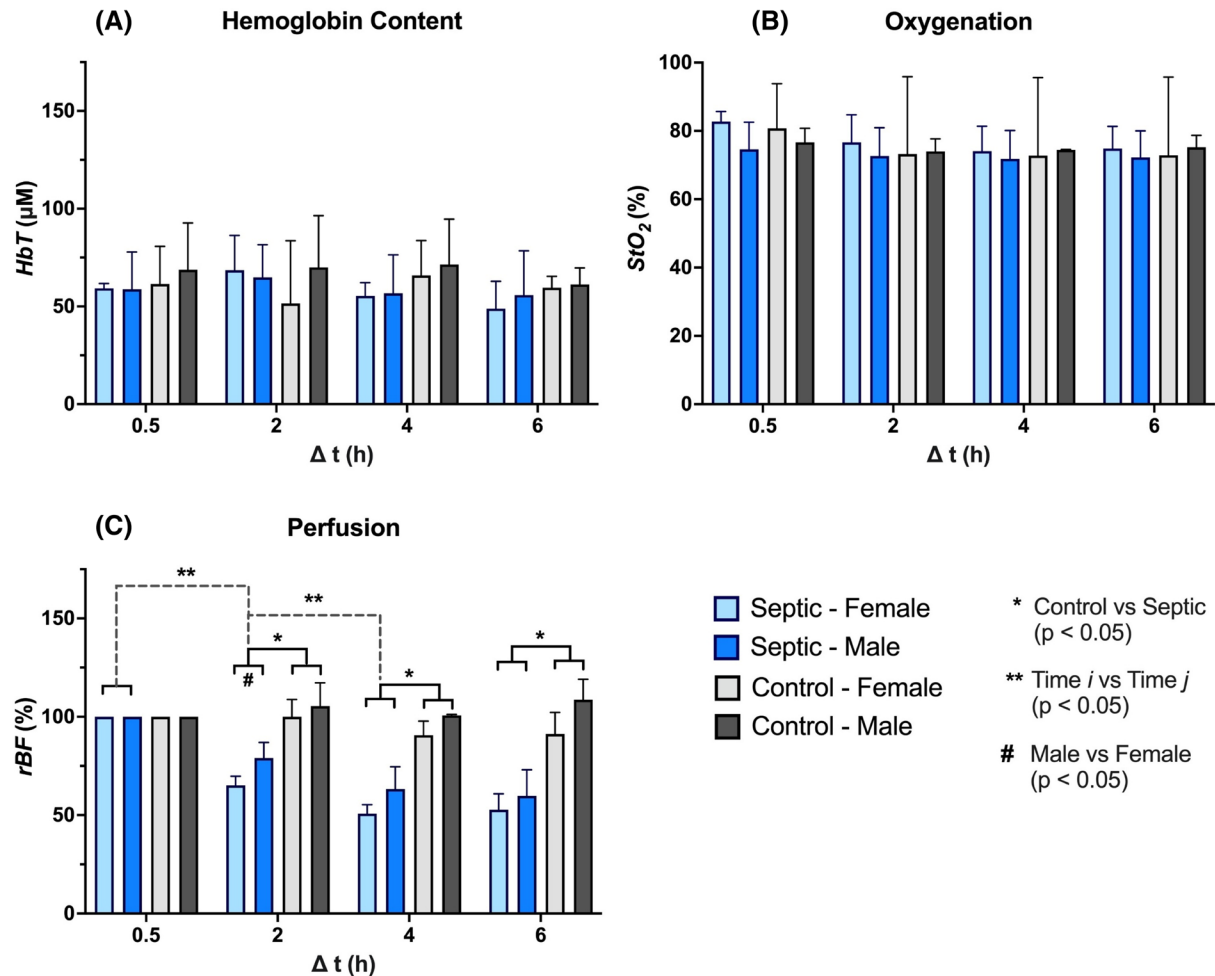 (A) Hemoglobin Content
150
100
50
0
HbT (µM)
0.5 2 4 6
Δ t (h)
(B) Oxygenation
100
80
60
40
20
0
StO2 (%)
0.5 2 4 6
Δ t (h)
(C) Perfusion
150
100
50
0
rBF (%)
** ** * # * *
0.5 2 4 6
Δ t (h)
Septic - Female
Septic - Male
Control - Female
Control - Male
* Control vs Septic
(p < 0.05)
** Time i vs Time j
(p < 0.05)
# Male vs Female
(p < 0.05)